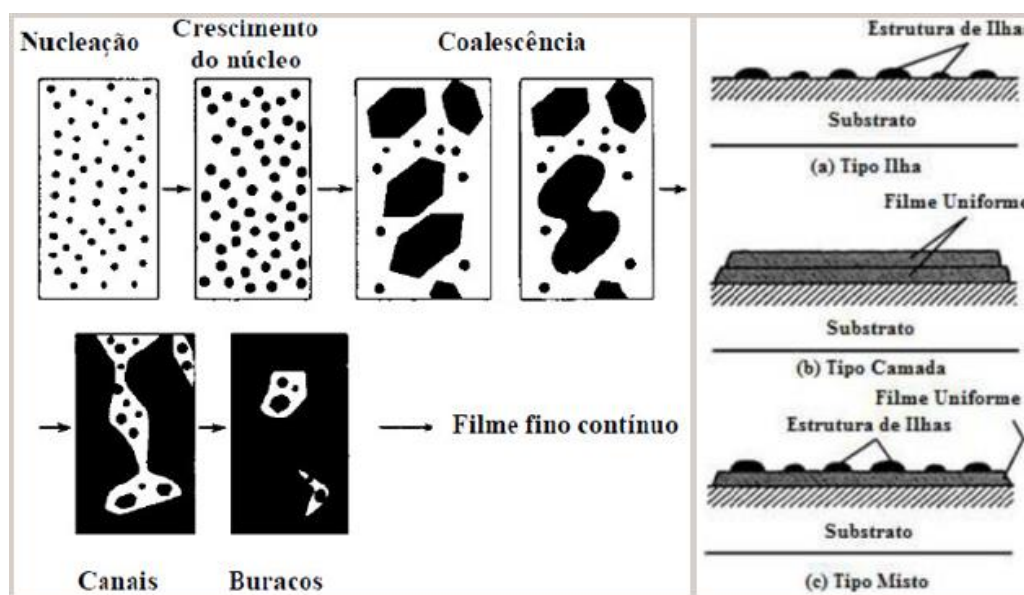 Nucleação
Crescimento
do núcleo
Coalescência
Filme fino contínuo
Canais
Buracos
Estrutura de Ilhas
Substrato
(a) Tipo Ilha
Filme Uniforme
Substrato
(b) Tipo Camada
Filme Uniforme
Estrutura de Ilhas
Substrato
(c) Tipo Misto